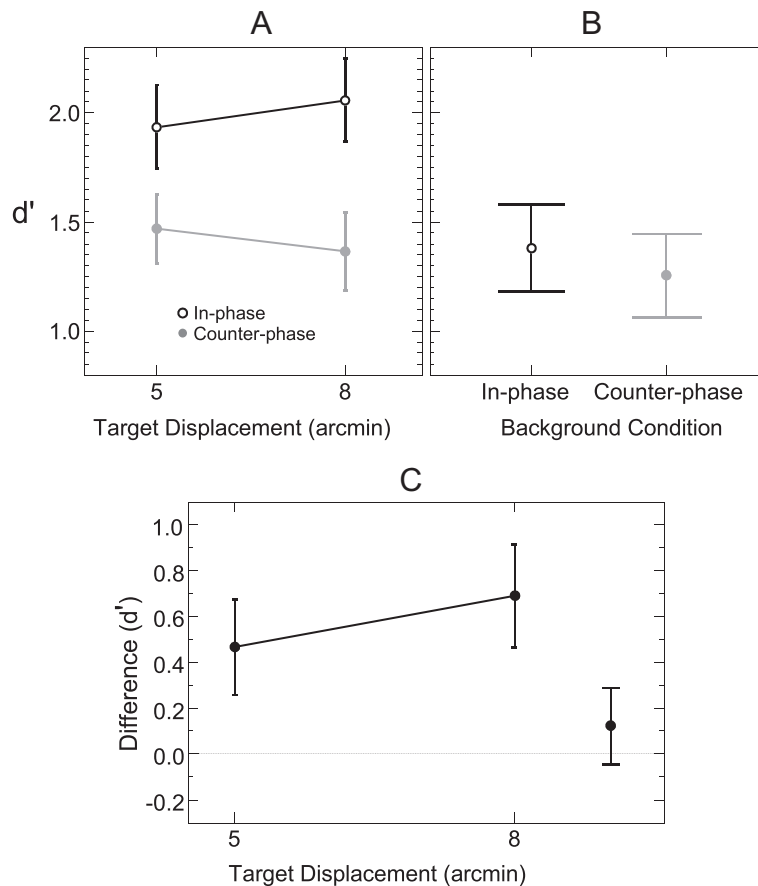 A
B
2.0
d'
1.5
1.0
In-phase
Counter-phase
5
8
In-phase
Counter-phase
Target Displacement (arcmin)
Background Condition
C
1.0
0.8
0.6
0.4
0.2
0.0
-0.2
Difference (d')
5
8
Target Displacement (arcmin)